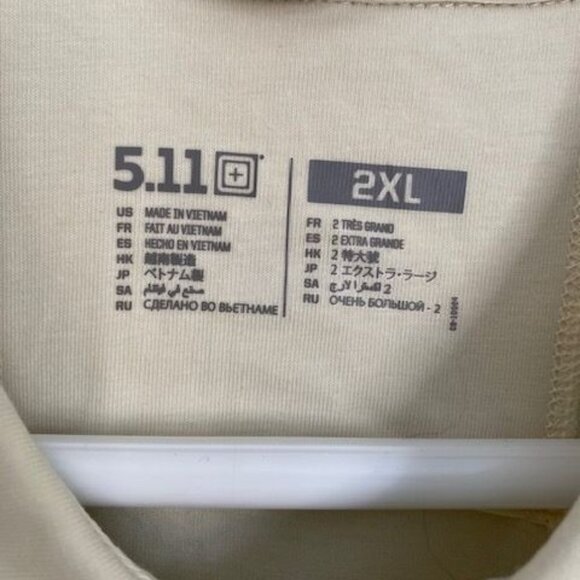 5.11
US MADE IN VIETNAM
FR FAIT AU VIETNAM
ES HECHO EN VIETNAM
HK 越南製造
JP ベトナム製
SA صنع في فيتنام
RU СДЕЛАНО ВО ВЬЕТНАМЕ
2XL
FR 2 TRÈS GRAND
ES 2 EXTRA GRANDE
HK 2 特大號
JP 2 エクストラ・ラージ
SA 2 اكسترا لارج
RU ОЧЕНЬ БОЛЬШОЙ - 2